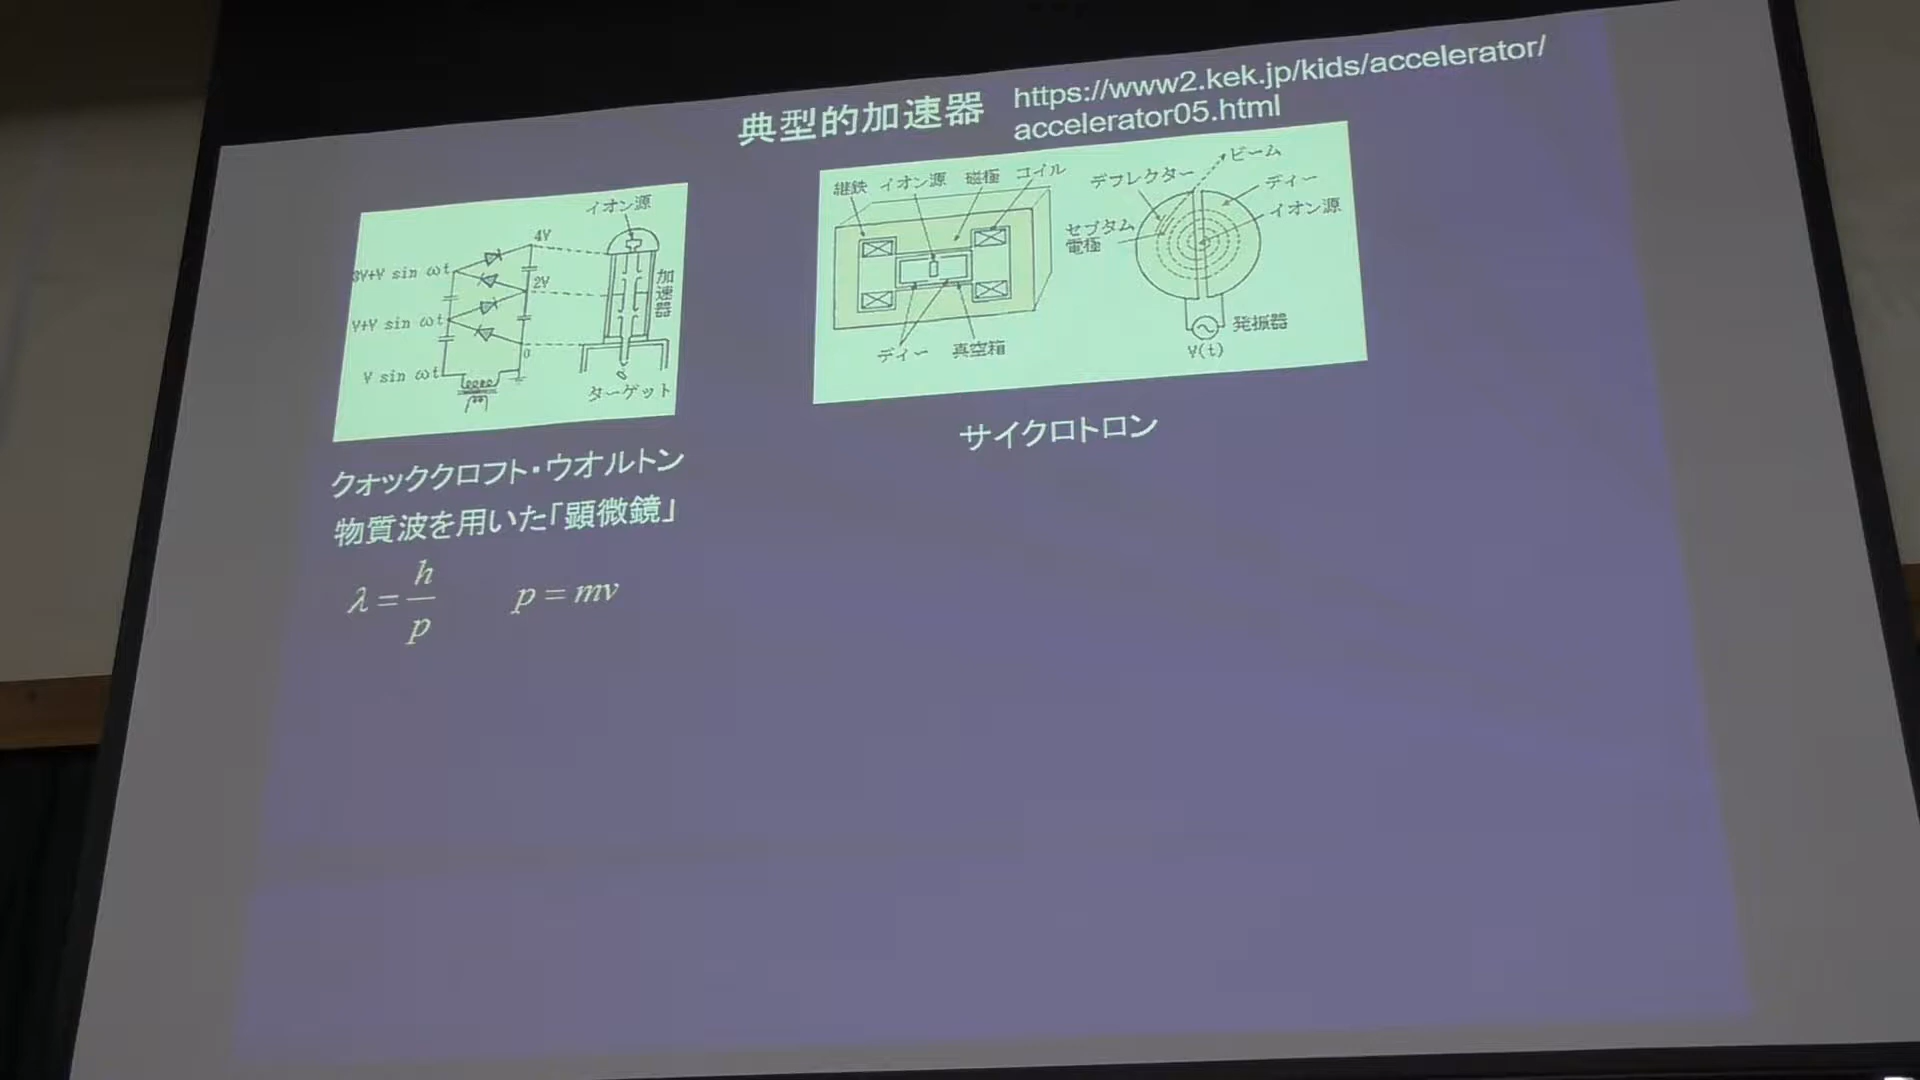 典型的加速器
https://www2.kek.jp/kids/accelerator/
accelerator05.html
イオン源
4V
3V+V sin ωt
2V
加速器
V+V sin ωt
0
V sin ωt
ターゲット
継鉄 イオン源 磁極 コイル
ディー 真空箱
ビーム
デフレクター
ディー
イオン源
セプタム
電極
発振器
V(t)
クォッククロフト・ウオルトン
サイクロトロン
物質波を用いた「顕微鏡」
λ = h/p p = mv